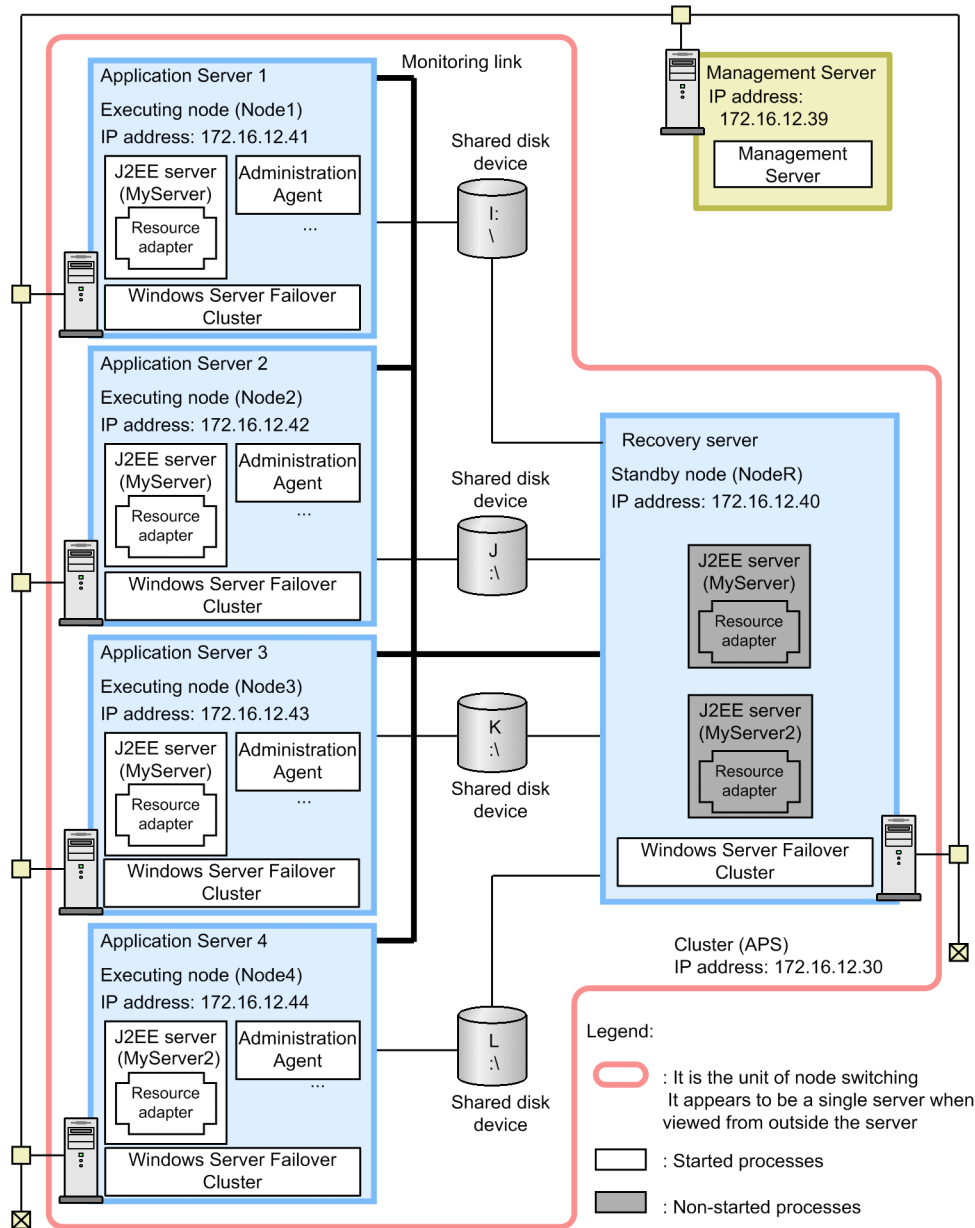 Monitoring link
Application Server 1
Executing node (Node1)
IP address: 172.16.12.41
J2EE server
(MyServer)
Resource
adapter
Administration
Agent
...
Windows Server Failover
Cluster
Shared disk
device
I:
\
Management Server
IP address:
172.16.12.39
Management
Server
Application Server 2
Executing node (Node2)
IP address: 172.16.12.42
J2EE server
(MyServer)
Resource
adapter
Administration
Agent
...
Windows Server Failover
Cluster
Shared disk
device
J
:\
Recovery server
Standby node (NodeR)
IP address: 172.16.12.40
J2EE server
(MyServer)
Resource
adapter
J2EE server
(MyServer2)
Resource
adapter
Windows Server Failover
Cluster
Application Server 3
Executing node (Node3)
IP address: 172.16.12.43
J2EE server
(MyServer)
Resource
adapter
Administration
Agent
...
Windows Server Failover
Cluster
K
:\
Shared disk
device
Application Server 4
Executing node (Node4)
IP address: 172.16.12.44
J2EE server
(MyServer2)
Resource
adapter
Administration
Agent
...
Windows Server Failover
Cluster
L
:\
Shared disk
device
Cluster (APS)
IP address: 172.16.12.30
Legend:
: It is the unit of node switching
It appears to be a single server when
viewed from outside the server
: Started processes
: Non-started processes